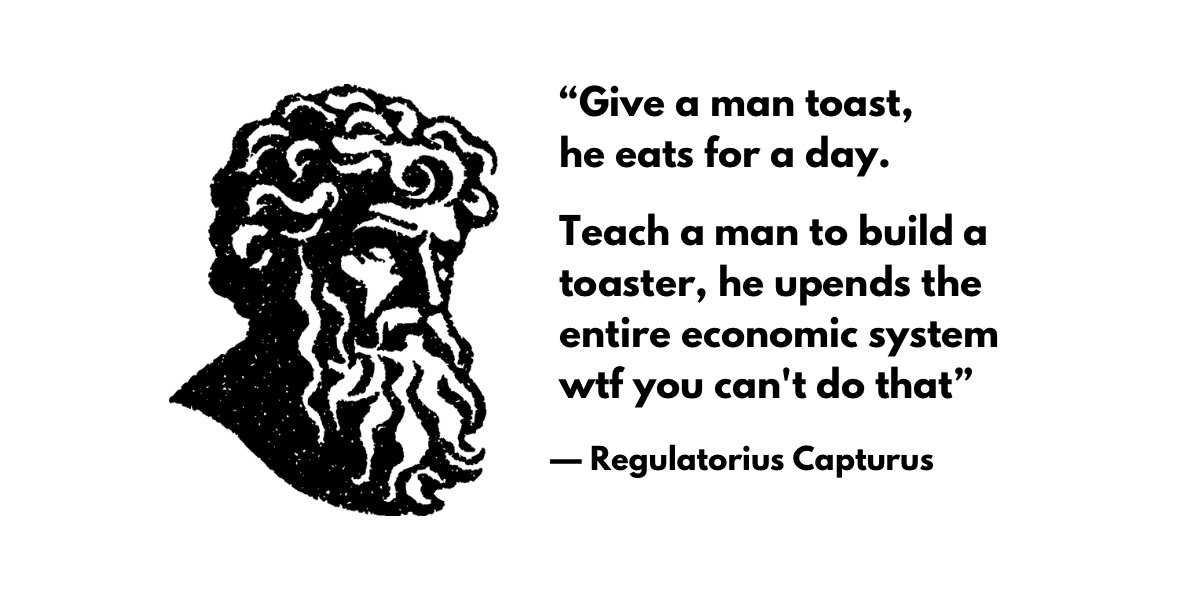 “Give a man toast,
he eats for a day.
Teach a man to build a
toaster, he upends the
entire economic system
wtf you can't do that”
— Regulatorius Capturus